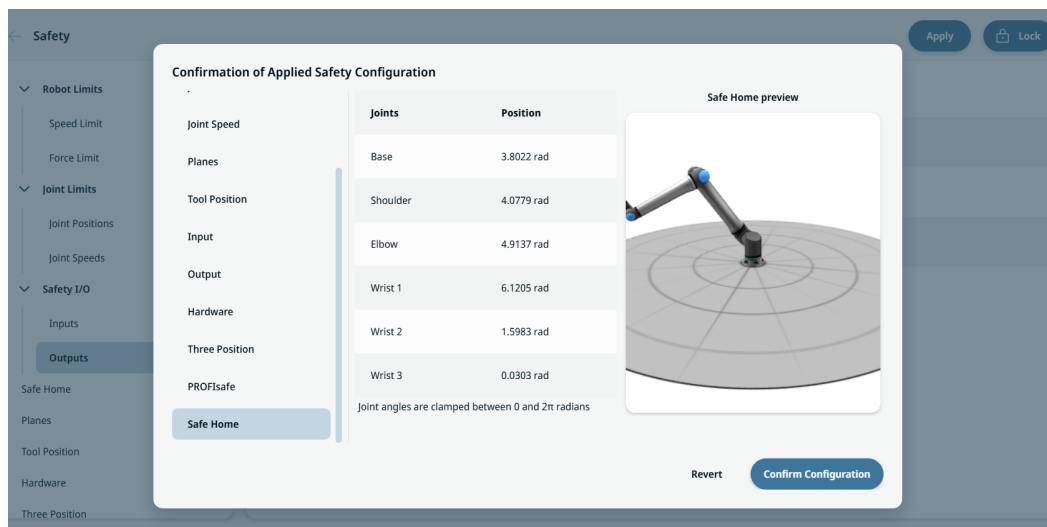 Safety
Apply
Lock
Robot Limits
Speed Limit
Force Limit
Joint Limits
Joint Positions
Joint Speeds
Safety I/O
Inputs
Outputs
Safe Home
Planes
Tool Position
Hardware
Three Position
Confirmation of Applied Safety Configuration
Joint Speed
Planes
Tool Position
Input
Output
Hardware
Three Position
PROFIsafe
Safe Home
Joints Position
Base 3.8022 rad
Shoulder 4.0779 rad
Elbow 4.9137 rad
Wrist 1 6.1205 rad
Wrist 2 1.5983 rad
Wrist 3 0.0303 rad
Joint angles are clamped between 0 and 2π radians
Safe Home preview
Revert
Confirm Configuration